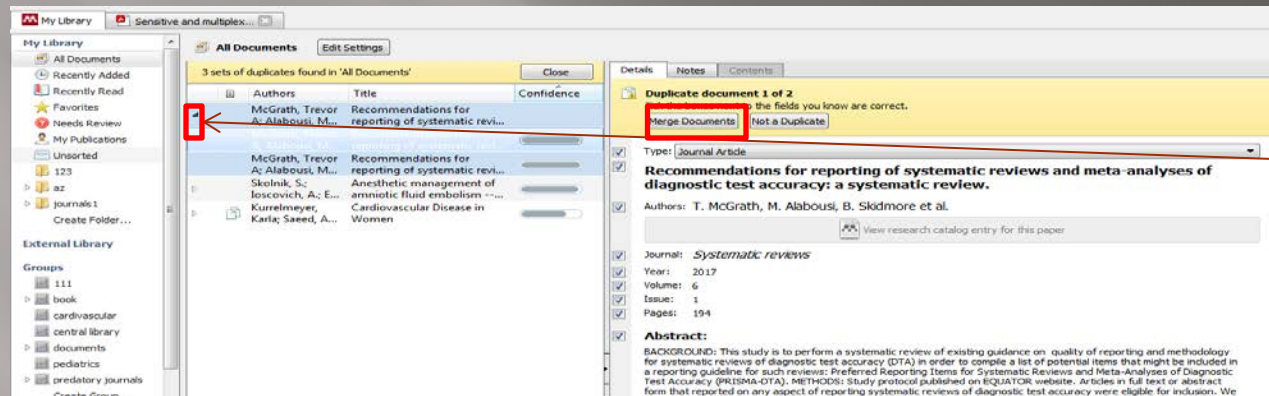 My Library
Sensitive and multiplex...
My Library
All Documents
Recently Added
Recently Read
Favorites
Needs Review
My Publications
Unsorted
123
az
journals1
Create Folder...
External Library
Groups
111
book
cardivascular
central library
documents
pediatrics
predatory journals
Create Group
All Documents Edit Settings
3 sets of duplicates found in 'All Documents' Close
Authors Title Confidence
McGrath, Trevor Recommendations for
A; Alabousi, M... reporting of systematic revi...
McGrath, Trevor Recommendations for
A; Alabousi, M... reporting of systematic revi...
Skolnik, S.; Anesthetic management of
Ioscovich, A.; E... amniotic fluid embolism --...
Kurrelmeyer, Cardiovascular Disease in
Karla; Saeed, A... Women
Details Notes Contents
Duplicate document 1 of 2
the fields you know are correct.
Merge Documents Not a Duplicate
Type: Journal Article
Recommendations for reporting of systematic reviews and meta-analyses of
diagnostic test accuracy: a systematic review.
Authors: T. McGrath, M. Alabousi, B. Skidmore et al.
View research catalog entry for this paper
Journal: Systematic reviews
Year: 2017
Volume: 6
Issue: 1
Pages: 194
Abstract:
BACKGROUND: This study is to perform a systematic review of existing guidance on quality of reporting and methodology
for systematic reviews of diagnostic test accuracy (DTA) in order to compile a list of potential items that might be included in
a reporting guideline for such reviews: Preferred Reporting Items for Systematic Reviews and Meta-Analyses of Diagnostic
Test Accuracy (PRISMA-DTA). METHODS: Study protocol published on EQUATOR website. Articles in full text or abstract
form that reported on any aspect of reporting systematic reviews of diagnostic test accuracy were eligible for inclusion. We